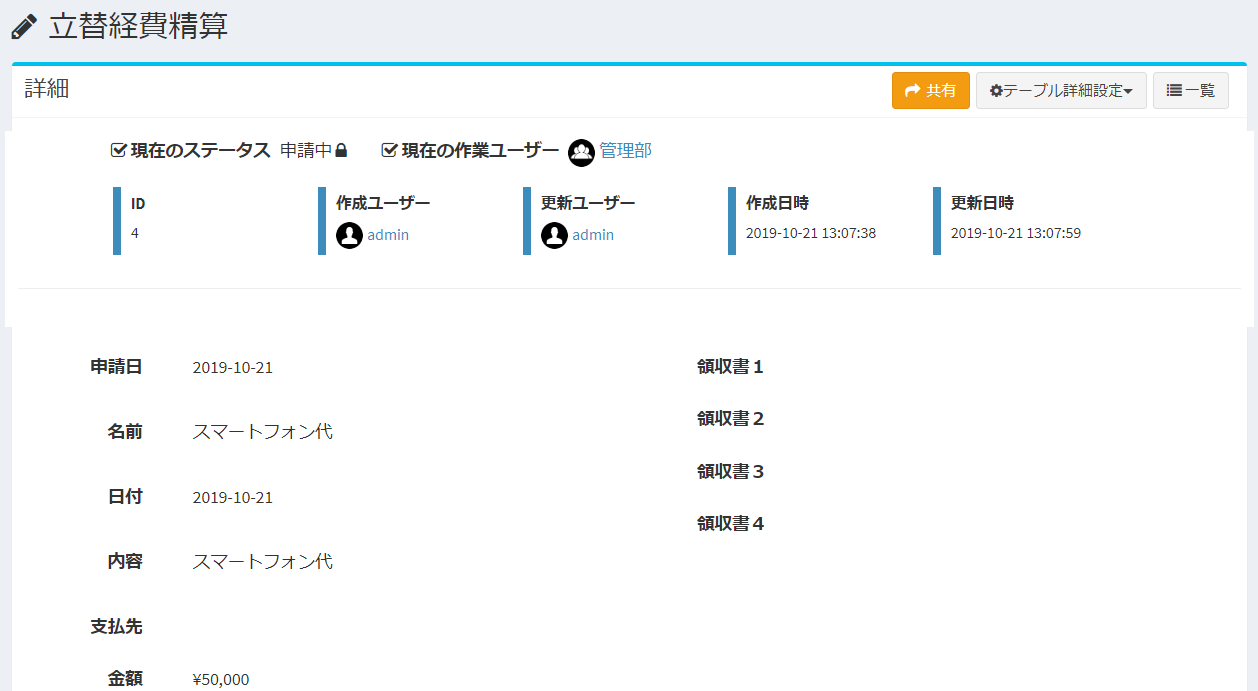 立替経費精算
詳細
共有 テーブル詳細設定 一覧
現在のステータス 申請中 現在の作業ユーザー 管理部
ID 作成ユーザー 更新ユーザー 作成日時 更新日時
4 admin admin 2019-10-21 13:07:38 2019-10-21 13:07:59
申請日 2019-10-21 領収書1
領収書2
名前 スマートフォン代
領収書3
日付 2019-10-21
領収書4
内容 スマートフォン代
支払先
金額 ¥50,000